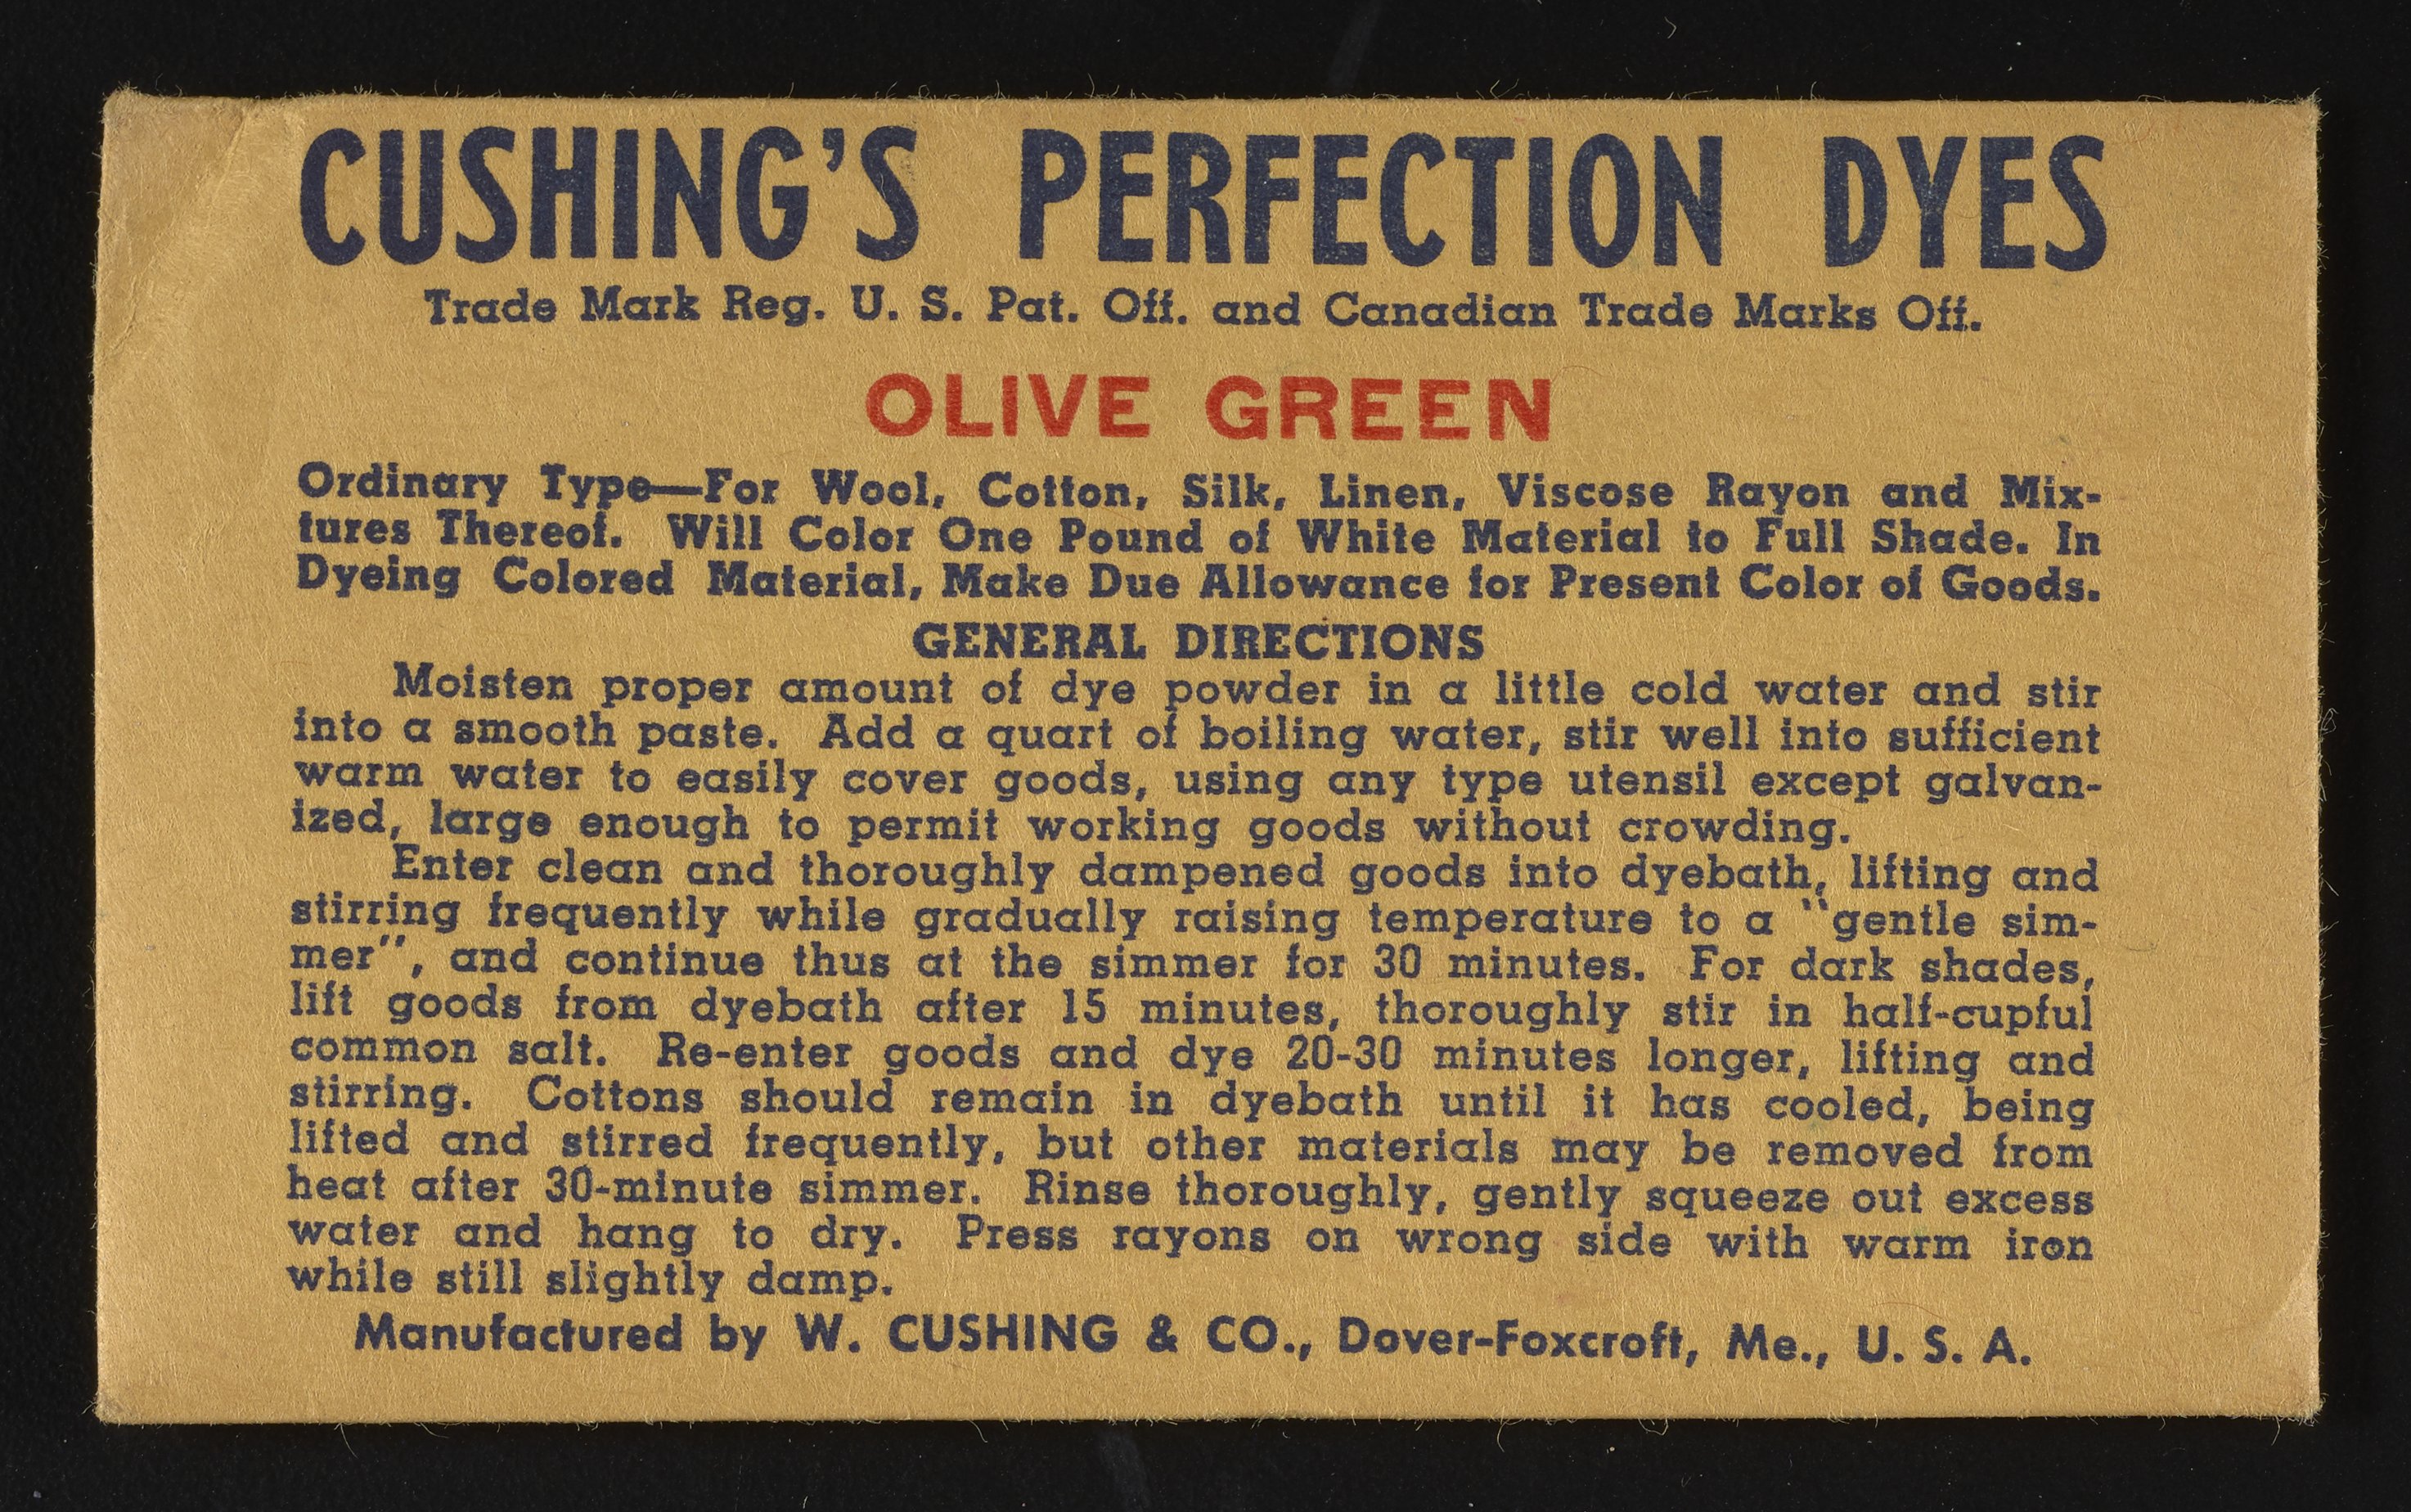 CUSHING'S PERFECTION DYES
Trade Mark Reg. U. S. Pat. Off. and Canadian Trade Marks Off.
OLIVE GREEN
Ordinary Type—For Wool, Cotton, Silk, Linen, Viscose Rayon and Mix-
tures Thereof. Will Color One Pound of White Material to Full Shade. In
Dyeing Colored Material, Make Due Allowance for Present Color of Goods.
GENERAL DIRECTIONS
Moisten proper amount of dye powder in a little cold water and stir
into a smooth paste. Add a quart of boiling water, stir well into sufficient
warm water to easily cover goods, using any type utensil except galvan-
ized, large enough to permit working goods without crowding.
Enter clean and thoroughly dampened goods into dyebath, lifting and
stirring frequently while gradually raising temperature to a "gentle sim-
mer", and continue thus at the simmer for 30 minutes. For dark shades,
lift goods from dyebath after 15 minutes, thoroughly stir in half-cupful
common salt. Re-enter goods and dye 20-30 minutes longer, lifting and
stirring. Cottons should remain in dyebath until it has cooled, being
lifted and stirred frequently, but other materials may be removed from
heat after 30-minute simmer. Rinse thoroughly, gently squeeze out excess
water and hang to dry. Press rayons on wrong side with warm iron
while still slightly damp.
Manufactured by W. CUSHING & CO., Dover-Foxcroft, Me., U. S. A.